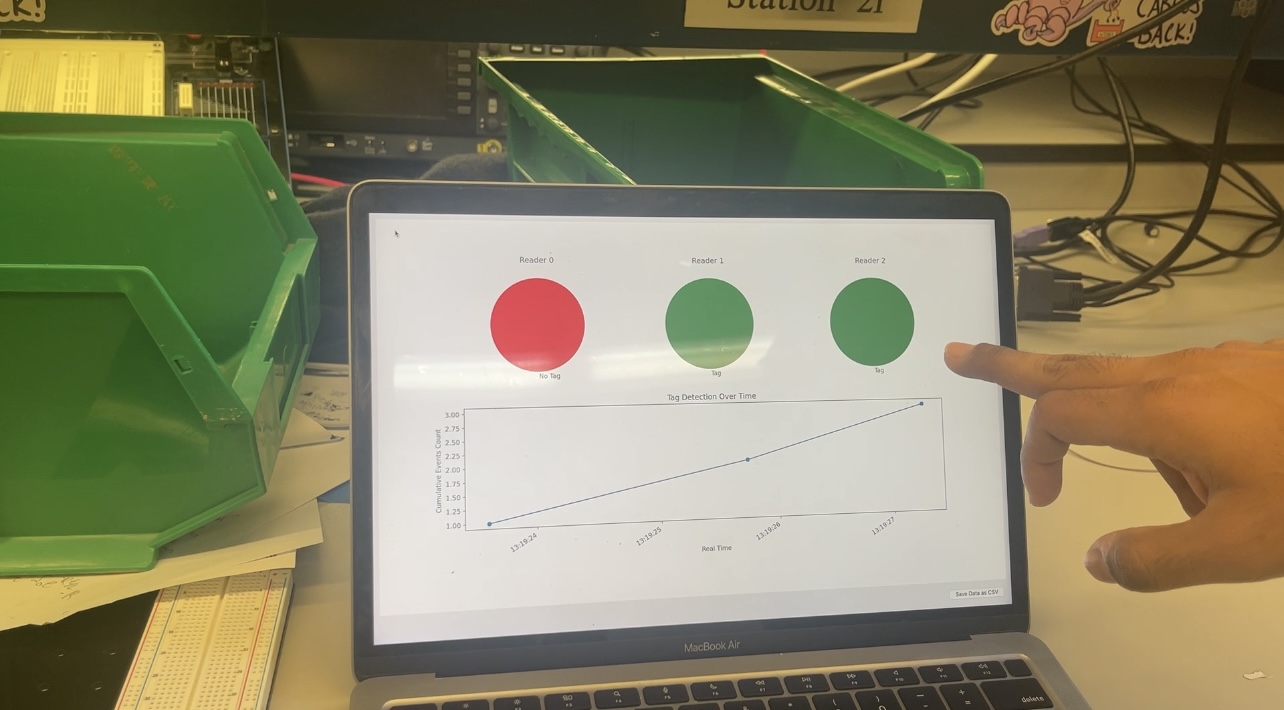 CK!
Station 21
CABLES
BACK!
Reader 0
Reader 1
Reader 2
No Tag
Tag
Tag
Tag Detection Over Time
3.00
2.75
2.50
2.25
2.00
1.75
1.50
1.25
1.00
Cumulative Events Count
13:19:24
13:19:25
13:19:26
13:19:27
Real Time
Save Data as CSV
MacBook Air
delete